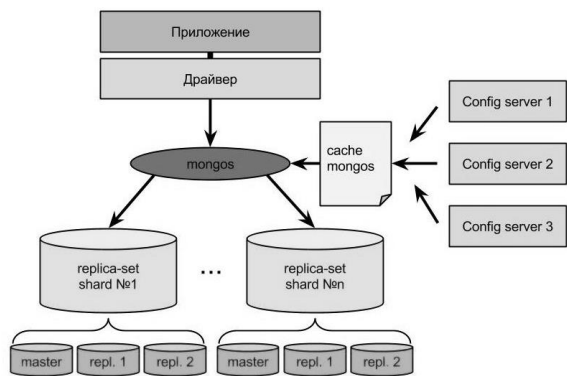 Приложение
Драйвер
mongos
cache
mongos
Config server 1
Config server 2
Config server 3
replica-set
shard №1
...
replica-set
shard №n
master
repl. 1
repl. 2
master
repl. 1
repl. 2